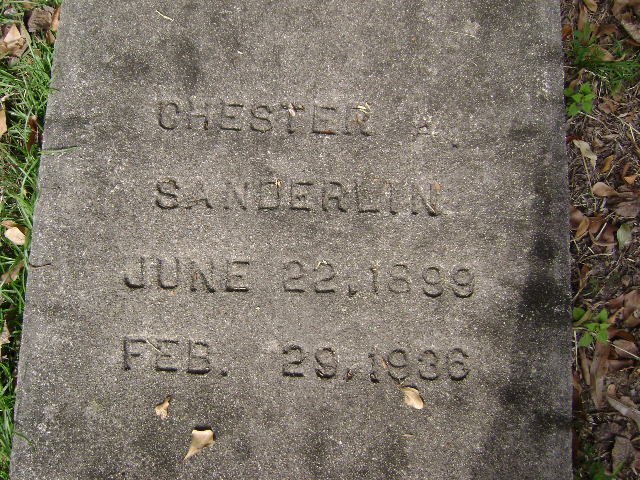 CHESTER
SANDERLIN
JUNE 22, 1899
FEB. 29, 1936